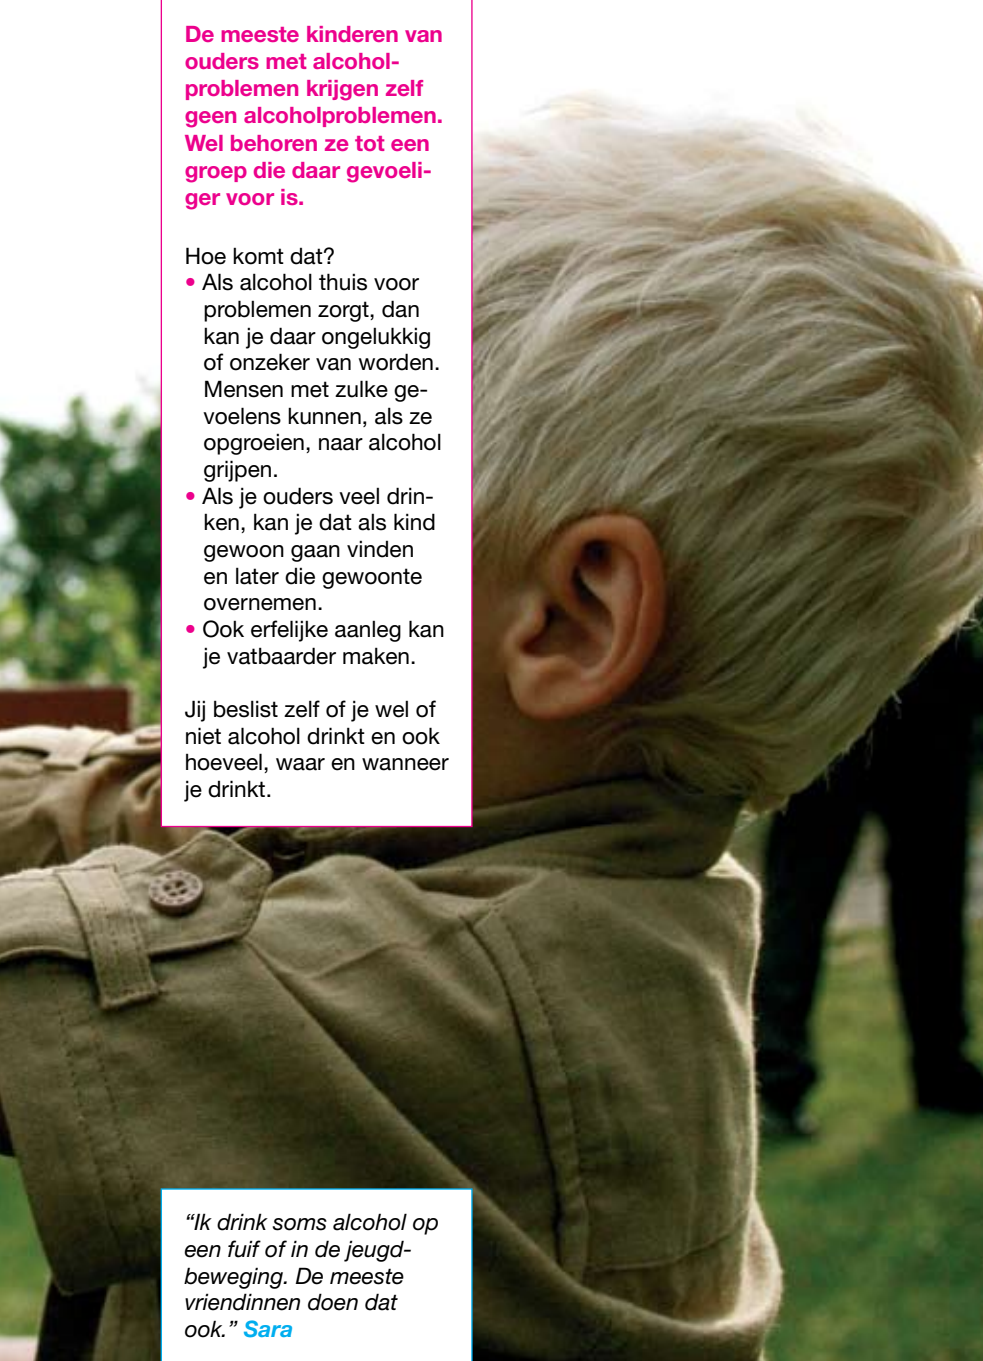 De meeste kinderen van
ouders met alcohol-
problemen krijgen zelf
geen alcoholproblemen.
Wel behoren ze tot een
groep die daar gevoeli-
ger voor is.
Hoe komt dat?
• Als alcohol thuis voor
problemen zorgt, dan
kan je daar ongelukkig
of onzeker van worden.
Mensen met zulke ge-
voelens kunnen, als ze
opgroeien, naar alcohol
grijpen.
• Als je ouders veel drin-
ken, kan je dat als kind
gewoon gaan vinden
en later die gewoonte
overnemen.
• Ook erfelijke aanleg kan
je vatbaarder maken.
Jij beslist zelf of je wel of
niet alcohol drinkt en ook
hoeveel, waar en wanneer
je drinkt.
“Ik drink soms alcohol op
een fuif of in de jeugd-
beweging. De meeste
vriendinnen doen dat
ook.” Sara